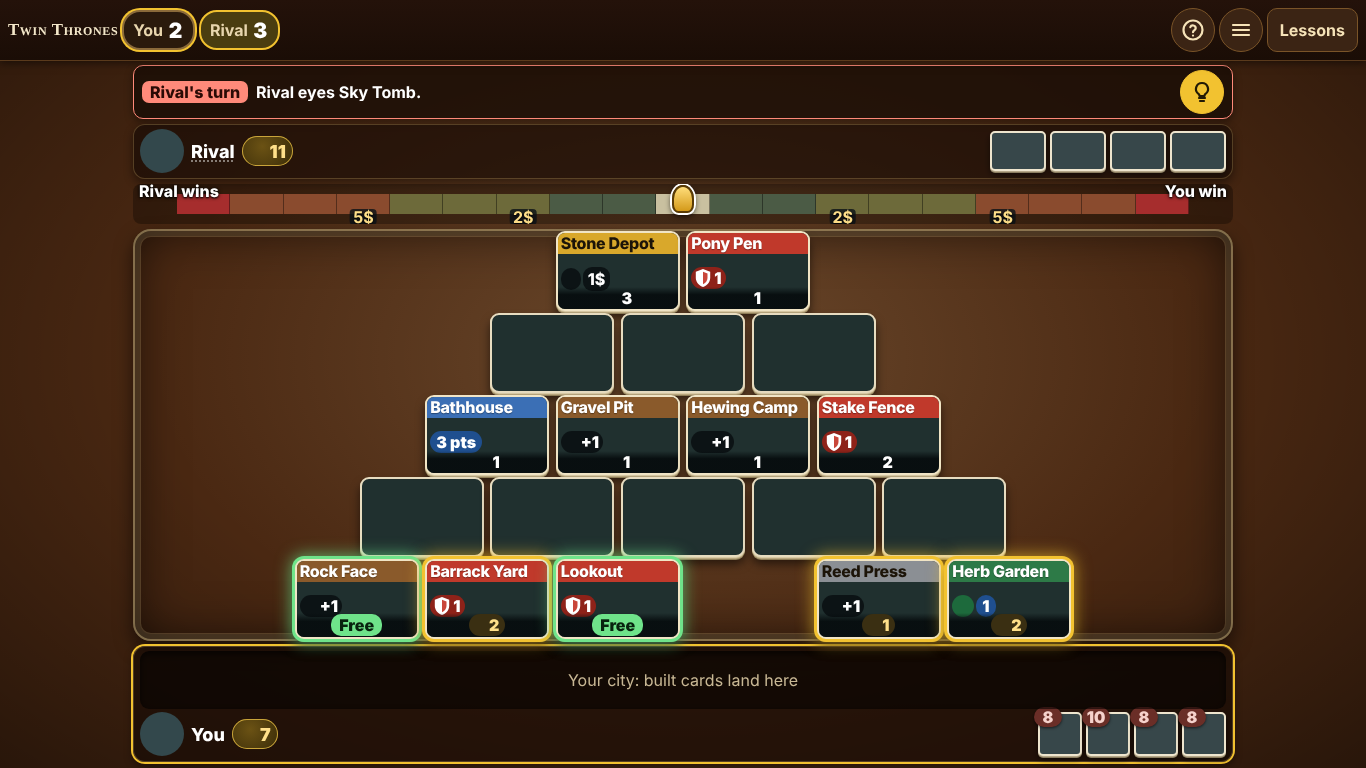 Twin Thrones You 2 Rival 3 Lessons
Rival's turn Rival eyes Sky Tomb.
Rival 11
Rival wins You win
5$ 2$ 2$ 5$
Stone Depot Pony Pen
1$ 1
3 1
Bathhouse Gravel Pit Hewing Camp Stake Fence
3 pts +1 +1 1
1 1 1 2
Rock Face Barrack Yard Lookout Reed Press Herb Garden
+1 1 1 +1 1
Free 2 Free 1 2
Your city: built cards land here
8 10 8 8
You 7